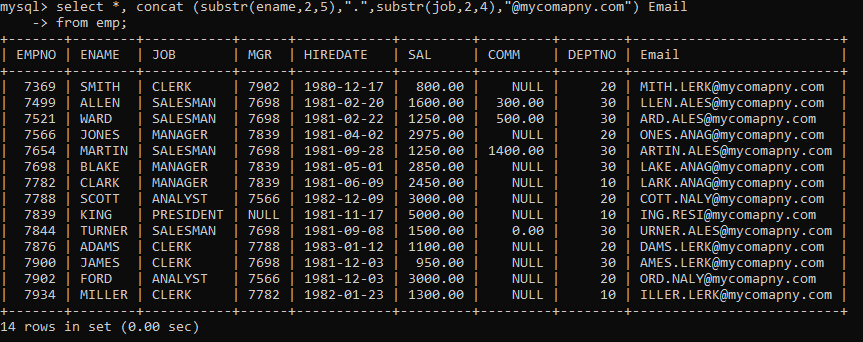 mysql> select *, concat (substr(ename,2,5),".",substr(job,2,4),"@mycomapny.com") Email
    -> from emp;
+-------+--------+-----------+------+------------+---------+---------+--------+---------------------------+
| EMPNO | ENAME  | JOB       | MGR  | HIREDATE   | SAL     | COMM    | DEPTNO | Email                     |
+-------+--------+-----------+------+------------+---------+---------+--------+---------------------------+
|  7369 | SMITH  | CLERK     | 7902 | 1980-12-17 |  800.00 |    NULL |     20 | MITH.LERK@mycomapny.com   |
|  7499 | ALLEN  | SALESMAN  | 7698 | 1981-02-20 | 1600.00 |  300.00 |     30 | LLEN.ALES@mycomapny.com   |
|  7521 | WARD   | SALESMAN  | 7698 | 1981-02-22 | 1250.00 |  500.00 |     30 | ARD.ALES@mycomapny.com    |
|  7566 | JONES  | MANAGER   | 7839 | 1981-04-02 | 2975.00 |    NULL |     20 | ONES.ANAG@mycomapny.com   |
|  7654 | MARTIN | SALESMAN  | 7698 | 1981-09-28 | 1250.00 | 1400.00 |     30 | ARTIN.ALES@mycomapny.com  |
|  7698 | BLAKE  | MANAGER   | 7839 | 1981-05-01 | 2850.00 |    NULL |     30 | LAKE.ANAG@mycomapny.com   |
|  7782 | CLARK  | MANAGER   | 7839 | 1981-06-09 | 2450.00 |    NULL |     10 | LARK.ANAG@mycomapny.com   |
|  7788 | SCOTT  | ANALYST   | 7566 | 1982-12-09 | 3000.00 |    NULL |     20 | COTT.NALY@mycomapny.com   |
|  7839 | KING   | PRESIDENT | NULL | 1981-11-17 | 5000.00 |    NULL |     10 | ING.RESI@mycomapny.com    |
|  7844 | TURNER | SALESMAN  | 7698 | 1981-09-08 | 1500.00 |    0.00 |     30 | URNER.ALES@mycomapny.com  |
|  7876 | ADAMS  | CLERK     | 7788 | 1983-01-12 | 1100.00 |    NULL |     20 | DAMS.LERK@mycomapny.com   |
|  7900 | JAMES  | CLERK     | 7698 | 1981-12-03 |  950.00 |    NULL |     30 | AMES.LERK@mycomapny.com   |
|  7902 | FORD   | ANALYST   | 7566 | 1981-12-03 | 3000.00 |    NULL |     20 | ORD.NALY@mycomapny.com    |
|  7934 | MILLER | CLERK     | 7782 | 1982-01-23 | 1300.00 |    NULL |     10 | ILLER.LERK@mycomapny.com  |
+-------+--------+-----------+------+------------+---------+---------+--------+---------------------------+
14 rows in set (0.00 sec)